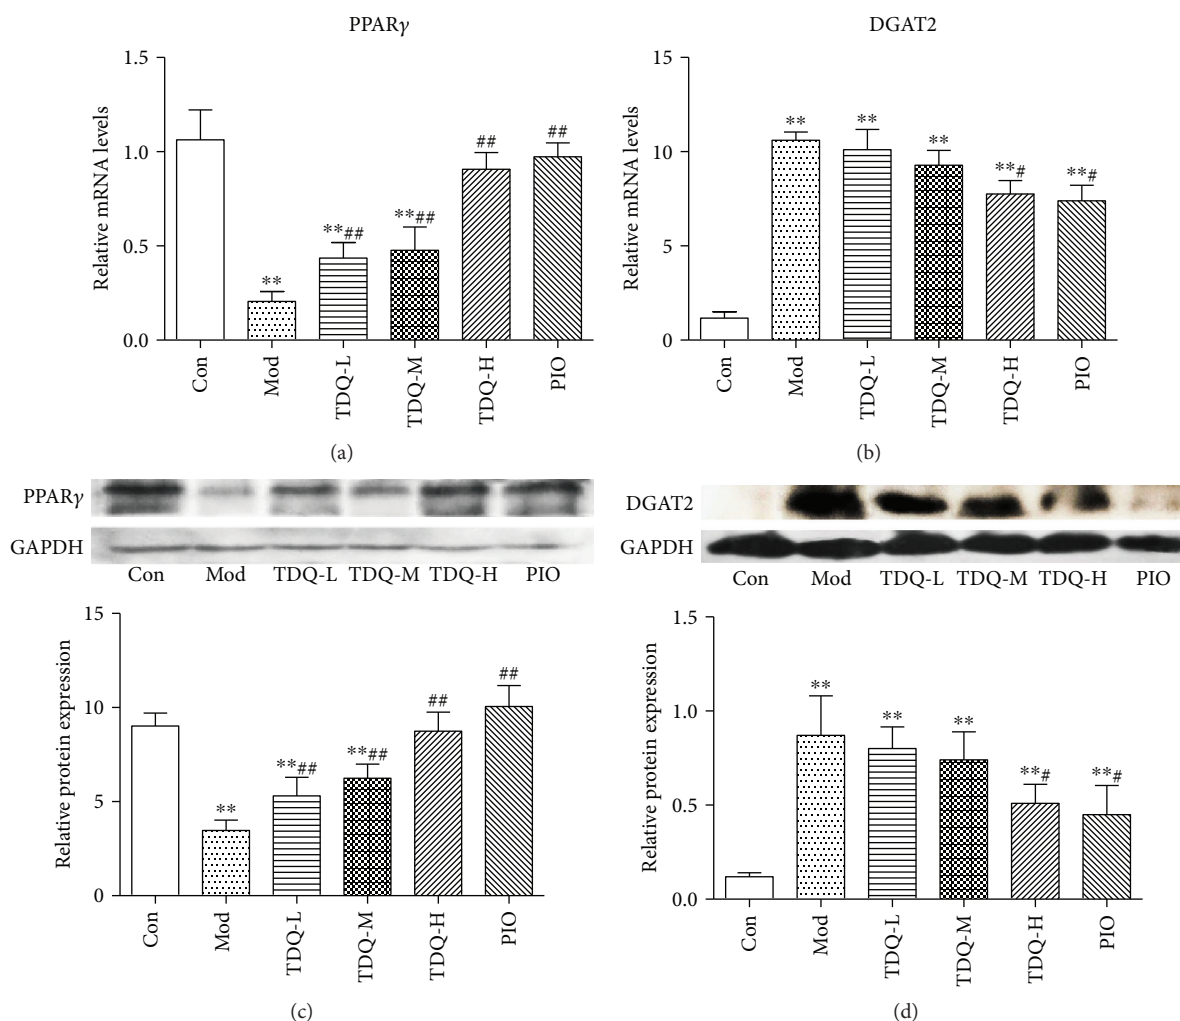 PPARγ
1.5
1.0
0.5
0.0
Relative mRNA levels
**
**##
**##
##
##
Con
Mod
TDQ-L
TDQ-M
TDQ-H
PIO
(a)
DGAT2
15
10
5
0
Relative mRNA levels
**
**
**
**#
**#
Con
Mod
TDQ-L
TDQ-M
TDQ-H
PIO
(b)
PPARγ
GAPDH
Con Mod TDQ-L TDQ-M TDQ-H PIO
15
10
5
0
Relative protein expression
**
**##
**##
##
##
Con
Mod
TDQ-L
TDQ-M
TDQ-H
PIO
(c)
DGAT2
GAPDH
Con Mod TDQ-L TDQ-M TDQ-H PIO
1.5
1.0
0.5
0.0
Relative protein expression
**
**
**
**#
**#
Con
Mod
TDQ-L
TDQ-M
TDQ-H
PIO
(d)